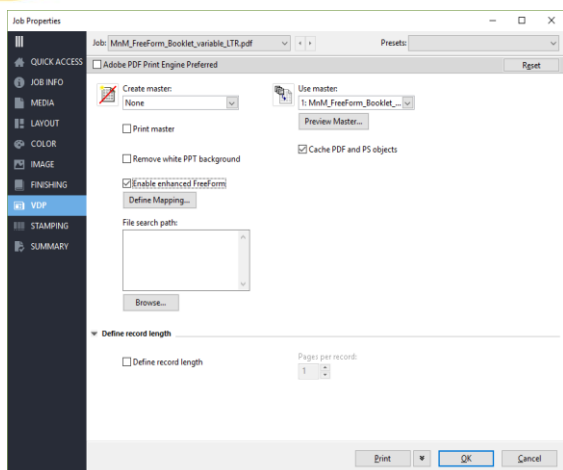 Job Properties
Job: MnM_FreeForm_Booklet_variable_LTR.pdf
Presets:
Adobe PDF Print Engine Preferred
Reset
QUICK ACCESS
JOB INFO
MEDIA
LAYOUT
COLOR
IMAGE
FINISHING
VDP
STAMPING
SUMMARY
Create master:
None
Print master
Remove white PPT background
Enable enhanced FreeForm
Define Mapping...
File search path:
Browse...
Use master:
1: MnM_FreeForm_Booklet_...
Preview Master...
Cache PDF and PS objects
Define record length
Define record length
Pages per record:
1
Print
OK
Cancel